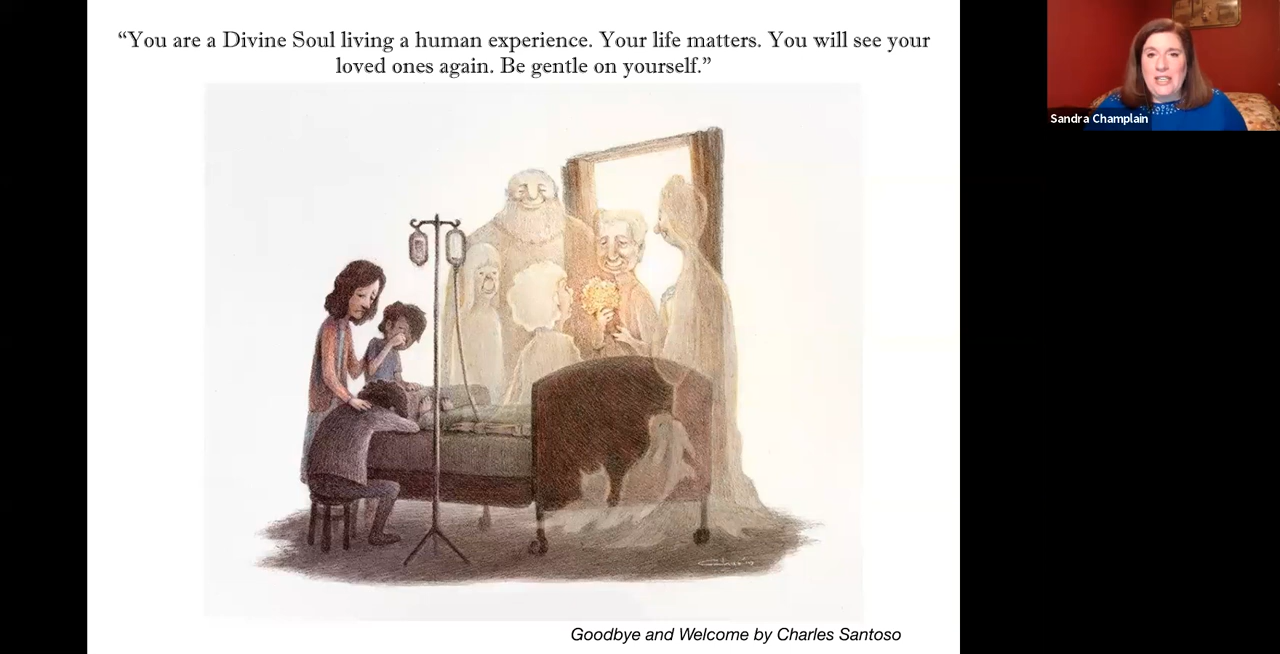 “You are a Divine Soul living a human experience. Your life matters. You will see your
loved ones again. Be gentle on yourself.”
Sandra Champlain
Goodbye and Welcome by Charles Santoso